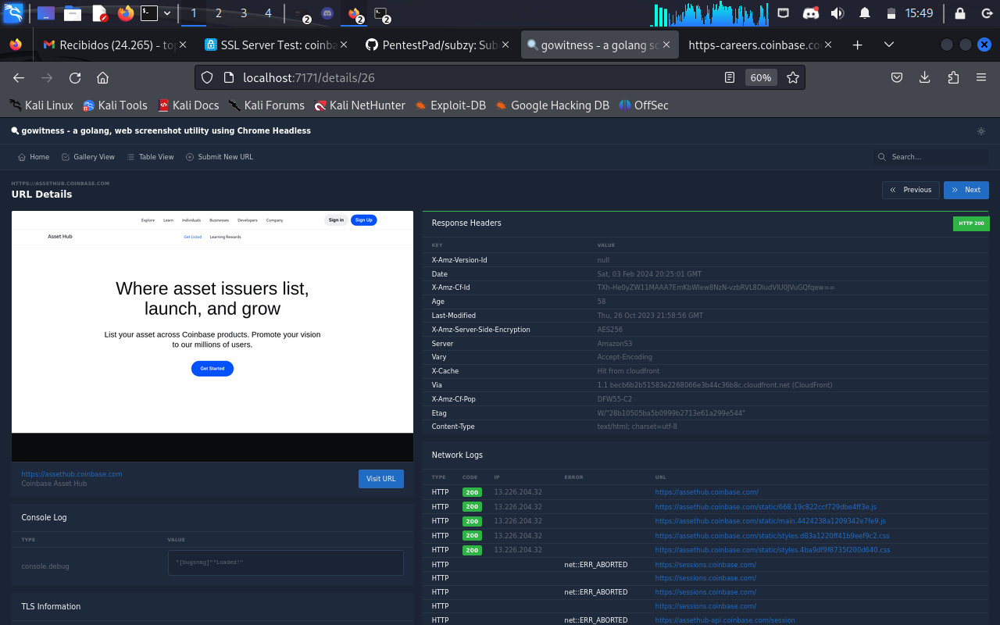 1 2 3 4 2 2 2 15:49
Recibidos (24.265) - top SSL Server Test: coinba PentestPad/subzy: Sub gowitness - a golang sc https-careers.coinbase.co
localhost:7171/details/26 60%
Kali Linux Kali Tools Kali Docs Kali Forums Kali NetHunter Exploit-DB Google Hacking DB OffSec
gowitness - a golang, web screenshot utility using Chrome Headless
Home Gallery View Table View Submit New URL Search…
HTTPS://ASSETHUB.COINBASE.COM
URL Details
Previous Next
Explore Learn Individuals Businesses Developers Company Sign in Sign Up
Asset Hub Get Listed Learning Rewards
Where asset issuers list,
launch, and grow
List your asset across Coinbase products. Promote your vision
to our millions of users.
Get Started
https://assethub.coinbase.com
Coinbase Asset Hub
Visit URL
Console Log
TYPE VALUE
console.debug "[bugsnag]""Loaded!"
TLS Information
Response Headers HTTP 200
KEY VALUE
X-Amz-Version-Id null
Date Sat, 03 Feb 2024 20:25:01 GMT
X-Amz-Cf-Id
Age 58
Last-Modified Thu, 26 Oct 2023 21:58:56 GMT
X-Amz-Server-Side-Encryption AES256
Server AmazonS3
Vary Accept-Encoding
X-Cache Hit from cloudfront
Via 1.1 becb6b2b51583e2268066e3b44c36b8c.cloudfront.net (CloudFront)
X-Amz-Cf-Pop DFW55-C2
Etag W/"28b10505ba5b0999b2713e61a299e544"
Content-Type text/html; charset=utf-8
Network Logs
TYPE CODE IP ERROR URL
HTTP 200 13.226.204.32 https://assethub.coinbase.com/
HTTP 200 13.226.204.32 https://assethub.coinbase.com/static/668.19c822ccf729dbe4ff3e.js
HTTP 200 13.226.204.32 https://assethub.coinbase.com/static/main.4424238a1209342e7fe9.js
HTTP 200 13.226.204.32 https://assethub.coinbase.com/static/styles.d83a1220ff41b9eef9c2.css
HTTP 200 13.226.204.32 https://assethub.coinbase.com/static/styles.4ba9df9f8735f200d640.css
HTTP net::ERR_ABORTED https://sessions.coinbase.com/
HTTP https://sessions.coinbase.com/
HTTP net::ERR_ABORTED https://sessions.coinbase.com/
HTTP https://sessions.coinbase.com/
HTTP net::ERR_ABORTED https://assethub-api.coinbase.com/session